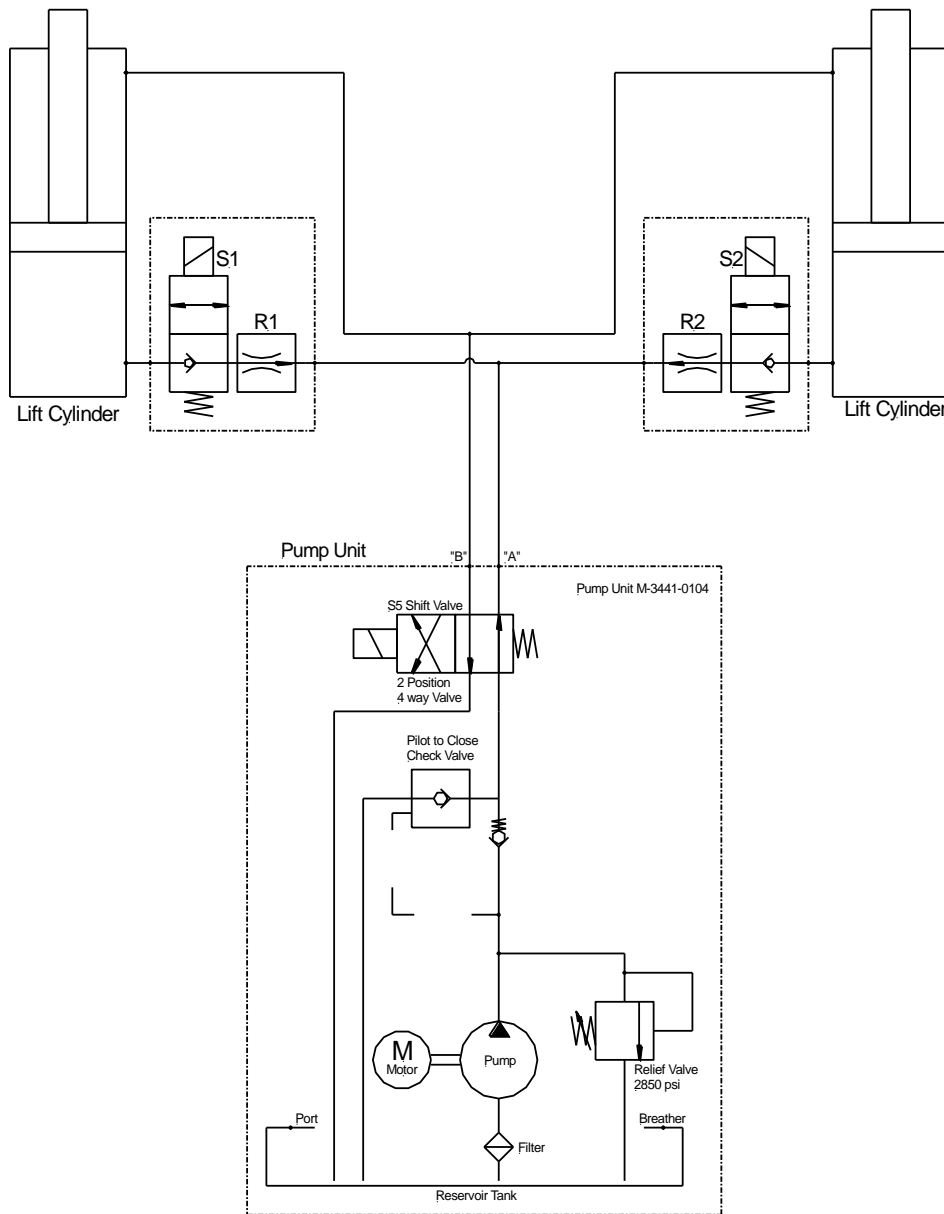 S1
S2
R1
R2
Lift Cylinder
Lift Cylinder
Pump Unit
"B"
"A"
Pump Unit M-3441-0104
S5 Shift Valve
2 Position
4 way Valve
Pilot to Close
Check Valve
M
Motor
Pump
Relief Valve
2850 psi
Port
Breather
Filter
Reservoir Tank